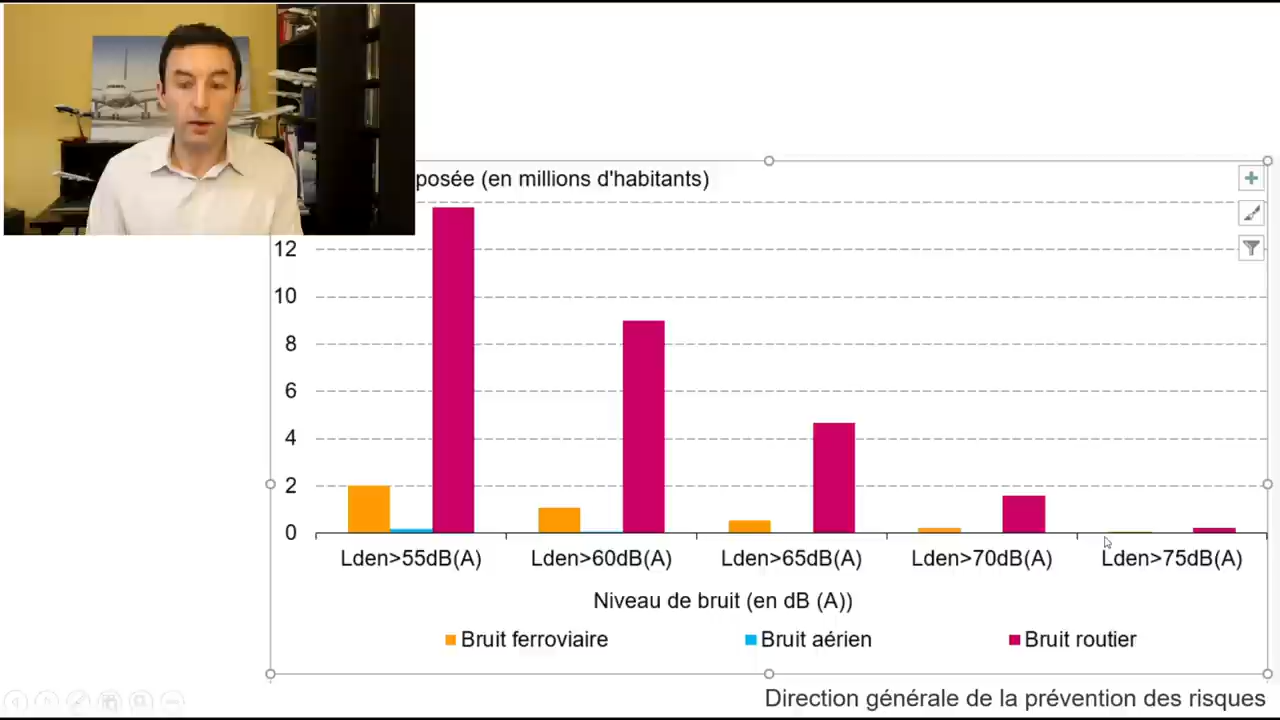 posée (en millions d'habitants)
12
10
8
6
4
2
0
Lden>55dB(A) Lden>60dB(A) Lden>65dB(A) Lden>70dB(A) Lden>75dB(A)
Niveau de bruit (en dB (A))
Bruit ferroviaire Bruit aérien Bruit routier
Direction générale de la prévention des risques